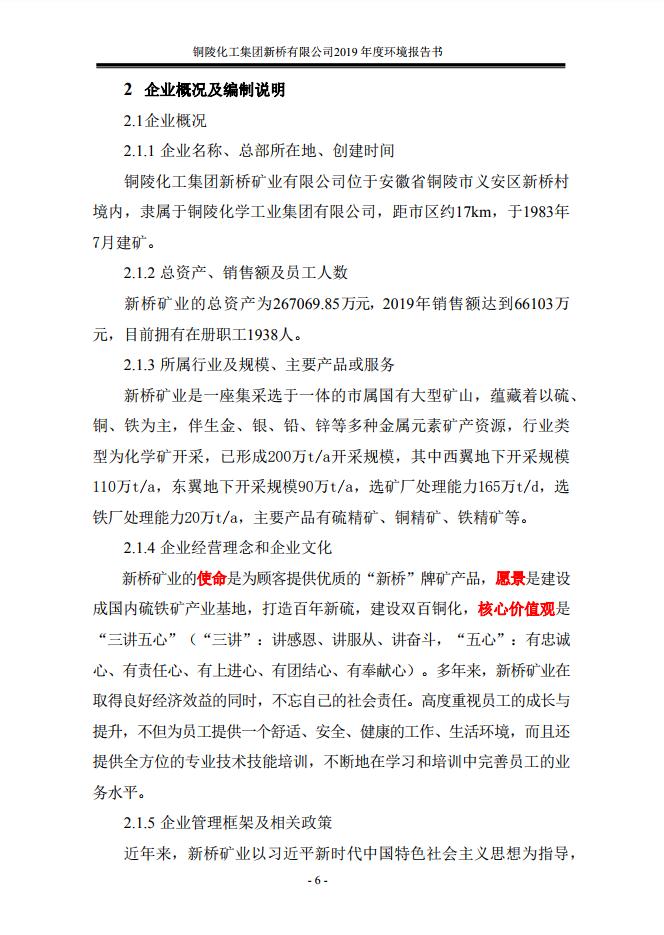 铜陵化工集团新桥有限公司2019 年度环境报告书
2 企业概况及编制说明
2.1企业概况
2.1.1 企业名称、总部所在地、创建时间
铜陵化工集团新桥矿业有限公司位于安徽省铜陵市义安区新桥村
境内，隶属于铜陵化学工业集团有限公司，距市区约17km，于1983年
7月建矿。
2.1.2 总资产、销售额及员工人数
新桥矿业的总资产为267069.85万元，2019年销售额达到66103万
元，目前拥有在册职工1938人。
2.1.3 所属行业及规模、主要产品或服务
新桥矿业是一座集采选于一体的市属国有大型矿山，蕴藏着以硫、
铜、铁为主，伴生金、银、铅、锌等多种金属元素矿产资源，行业类
型为化学矿开采，已形成200万t/a开采规模，其中西翼地下开采规模
110万t/a，东翼地下开采规模90万t/a，选矿厂处理能力165万t/d，选
铁厂处理能力20万t/a，主要产品有硫精矿、铜精矿、铁精矿等。
2.1.4 企业经营理念和企业文化
新桥矿业的使命是为顾客提供优质的“新桥”牌矿产品，愿景是建设
成国内硫铁矿产业基地，打造百年新硫，建设双百铜化，核心价值观是
“三讲五心”（“三讲”：讲感恩、讲服从、讲奋斗，“五心”：有忠诚
心、有责任心、有上进心、有团结心、有奉献心）。多年来，新桥矿业在
取得良好经济效益的同时，不忘自己的社会责任。高度重视员工的成长与
提升，不但为员工提供一个舒适、安全、健康的工作、生活环境，而且还
提供全方位的专业技术技能培训，不断地在学习和培训中完善员工的业
务水平。
2.1.5 企业管理框架及相关政策
近年来，新桥矿业以习近平新时代中国特色社会主义思想为指导，
- 6 -